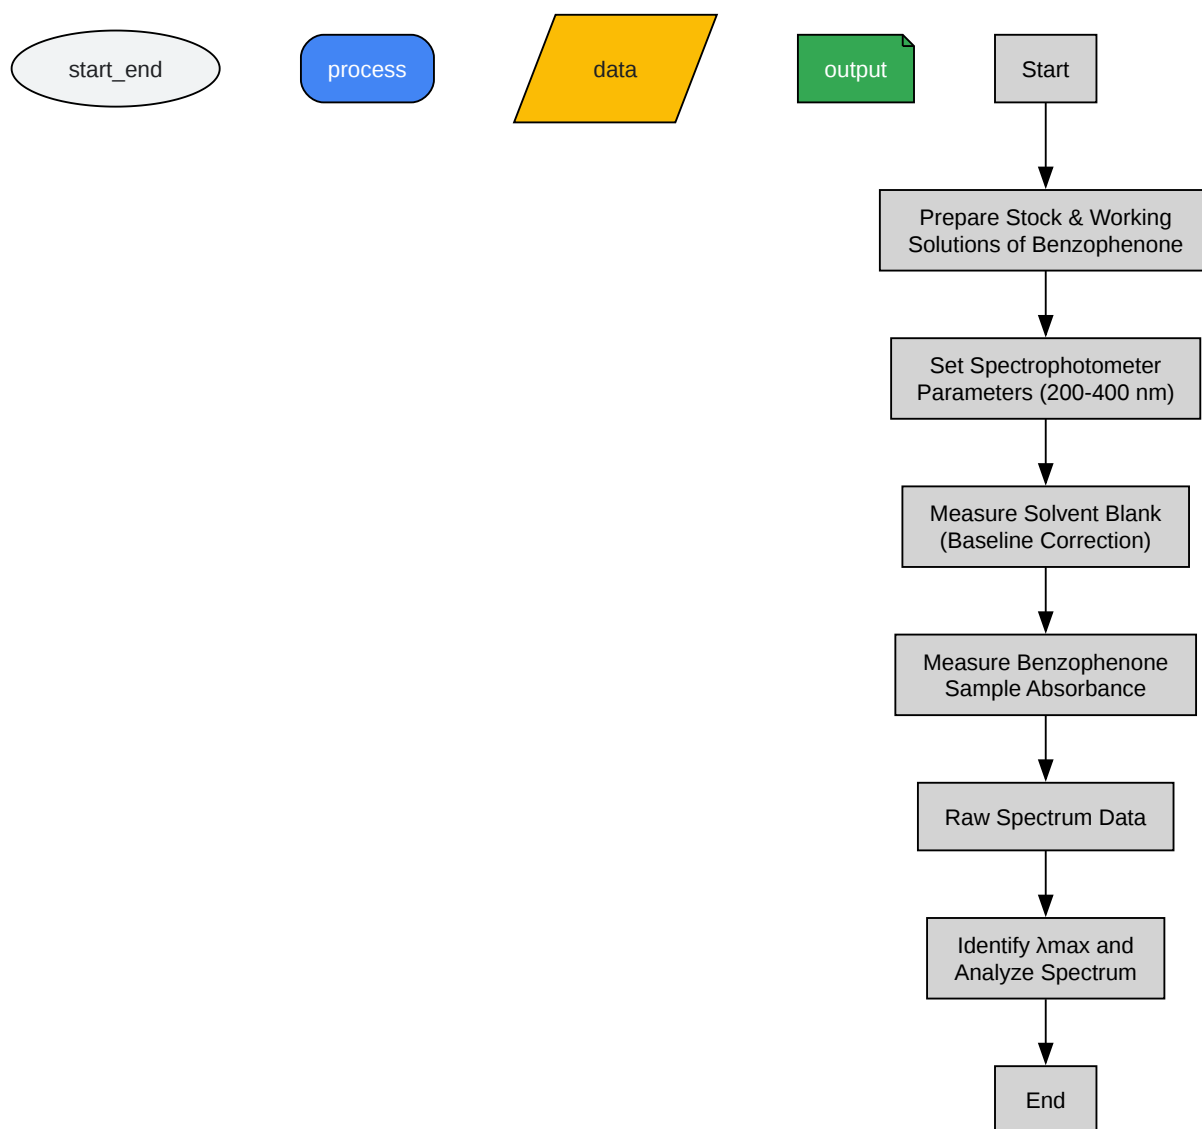 start_end
process
data
output
Start
Prepare Stock & Working
Solutions of Benzophenone
Set Spectrophotometer
Parameters (200-400 nm)
Measure Solvent Blank
(Baseline Correction)
Measure Benzophenone
Sample Absorbance
Raw Spectrum Data
Identify λmax and
Analyze Spectrum
End